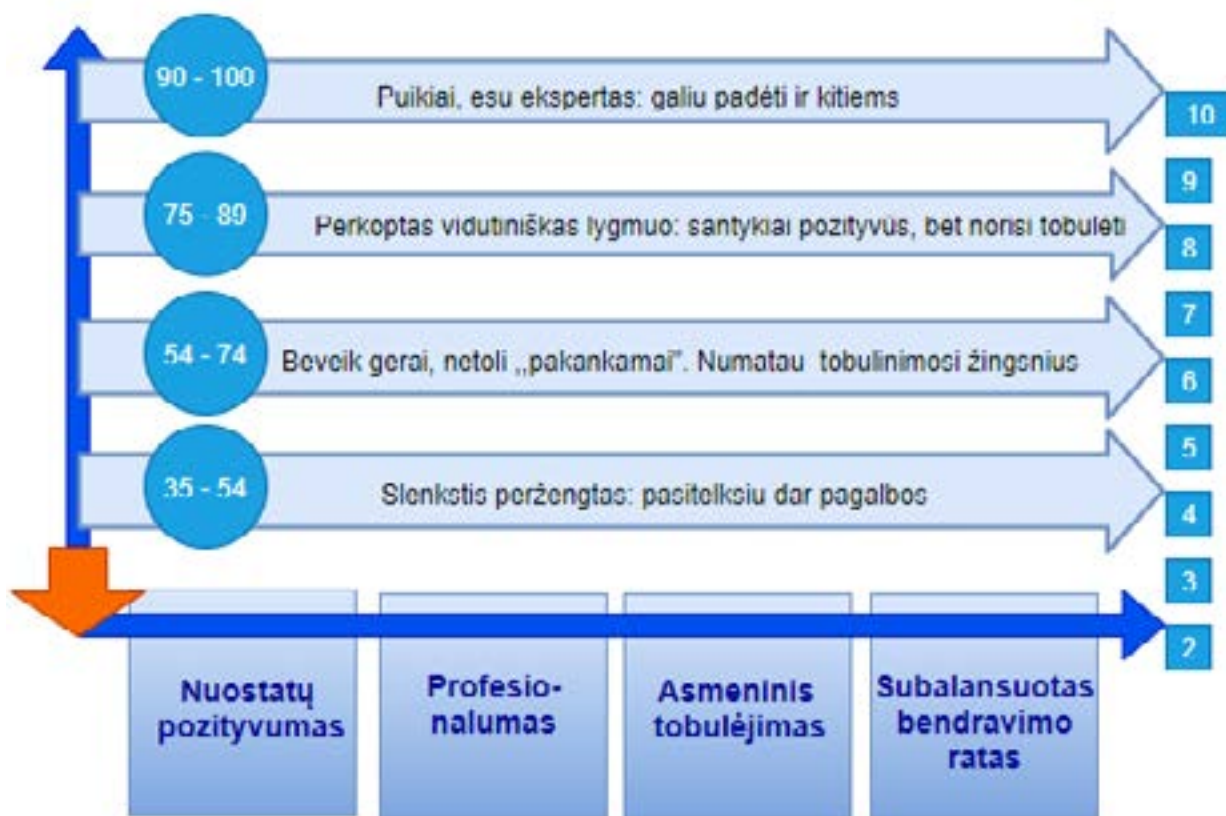 90 - 100
Puikiai, esu ekspertas: galiu padėti ir kitiems
10
9
75 - 89
Perkoptas vidutiniškas lygmuo: santykiai pozityvūs, bet norisi tobulėti
8
7
54 - 74
Beveik gerai, netoli ,,pakankamai". Numatau tobulinimosi žingsnius
6
5
35 - 54
Slenkstis peržengtas: pasitelksiu dar pagalbos
4
3
2
Nuostatų
pozityvumas
Profesio-
nalumas
Asmeninis
tobulėjimas
Subalansuotas
bendravimo
ratas